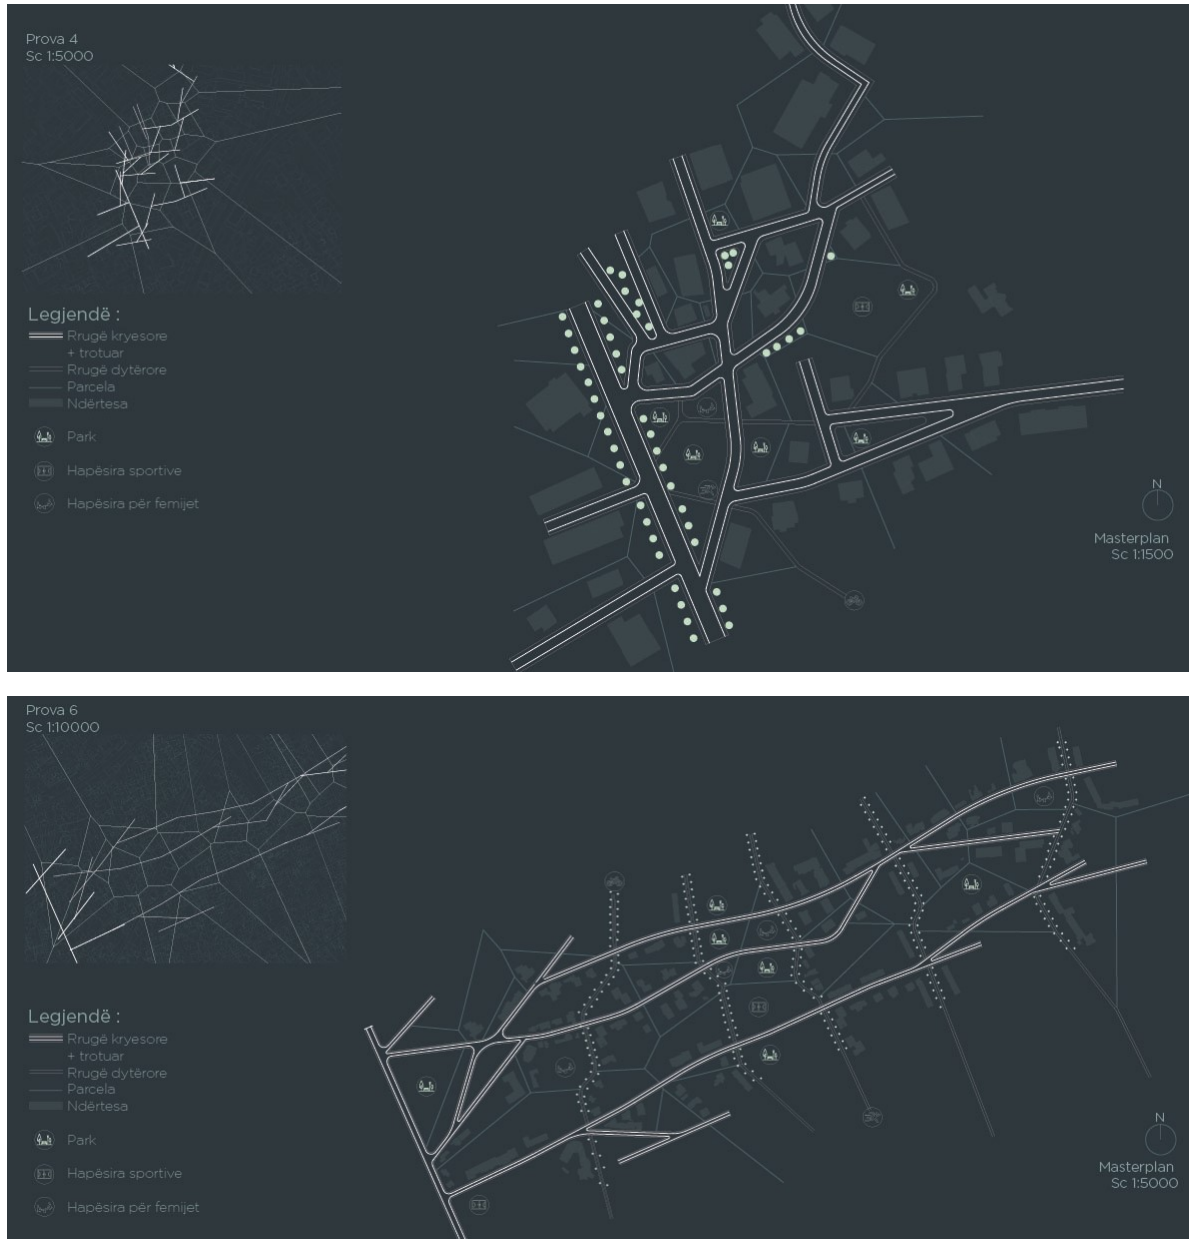 Prova 4
Sc 1:5000
Legjendë :
Rrugë kryesore
+ trotuar
Rrugë dytërore
Parcela
Ndërtesa
Park
Hapësira sportive
Hapësira për femijet
N
Masterplan
Sc 1:1500
Prova 6
Sc 1:10000
Legjendë :
Rrugë kryesore
+ trotuar
Rrugë dytërore
Parcela
Ndërtesa
Park
Hapësira sportive
Hapësira për femijet
N
Masterplan
Sc 1:5000